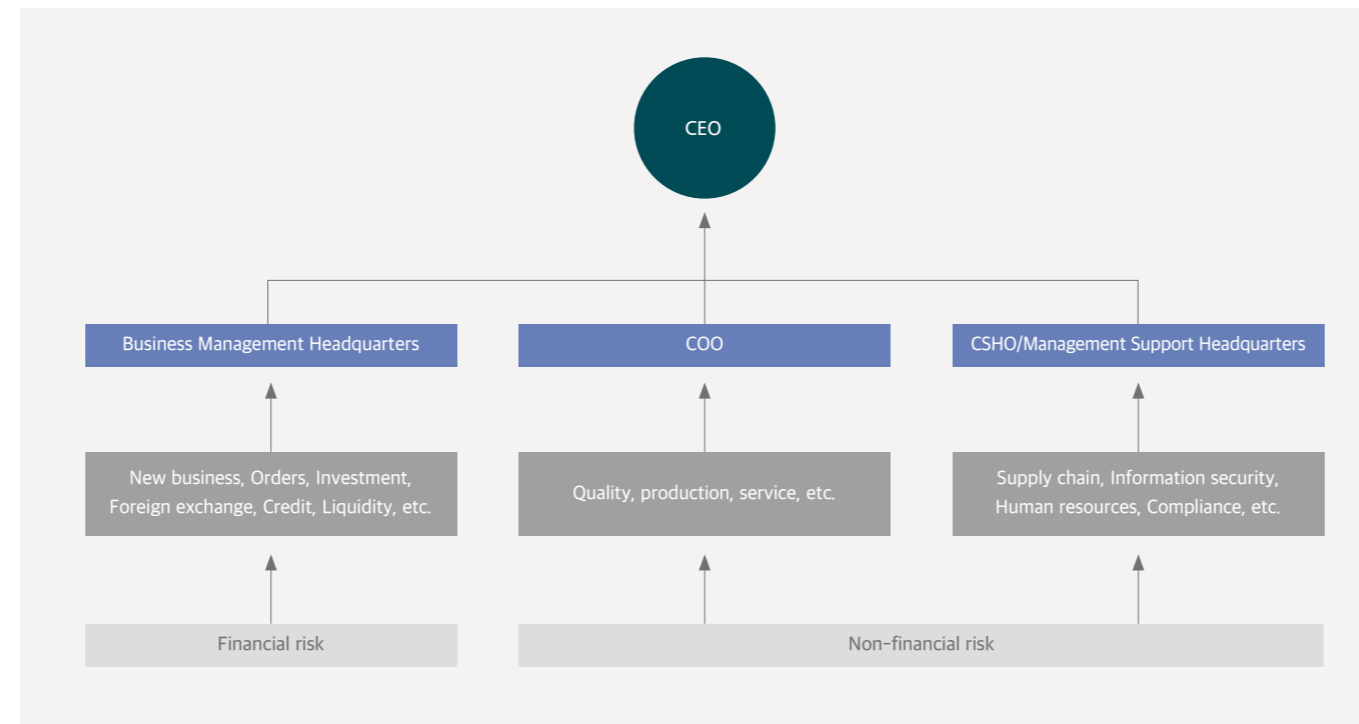 CEO
Business Management Headquarters
COO
CSHO/Management Support Headquarters
New business, Orders, Investment,
Foreign exchange, Credit, Liquidity, etc.
Quality, production, service, etc.
Supply chain, Information security,
Human resources, Compliance, etc.
Financial risk
Non-financial risk